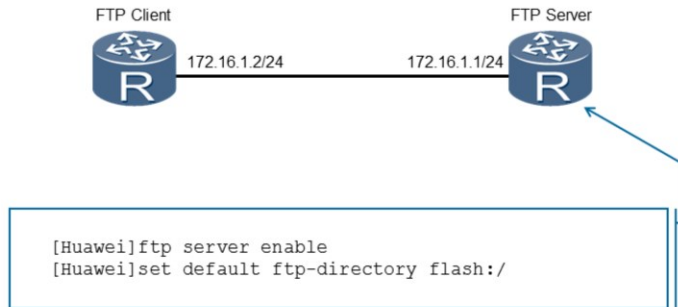 FTP Client
FTP Server
172.16.1.2/24
172.16.1.1/24
R
R
[Huawei]ftp server enable
[Huawei]set default ftp-directory flash:/